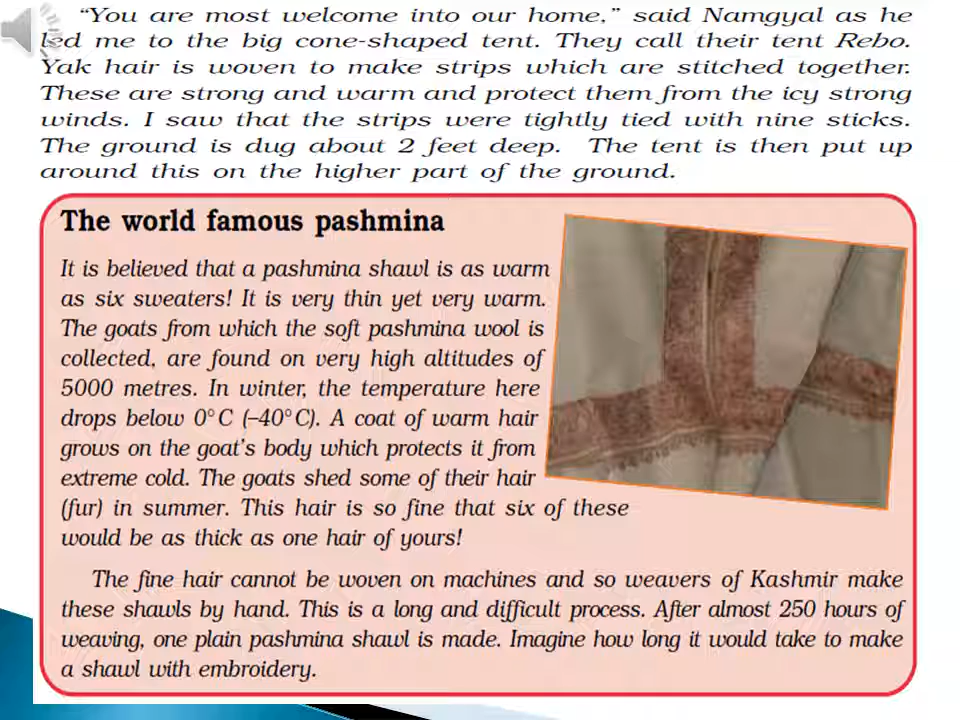 “You are most welcome into our home,” said Namgyal as he
led me to the big cone-shaped tent. They call their tent Rebo.
Yak hair is woven to make strips which are stitched together.
These are strong and warm and protect them from the icy strong
winds. I saw that the strips were tightly tied with nine sticks.
The ground is dug about 2 feet deep. The tent is then put up
around this on the higher part of the ground.
The world famous pashmina
It is believed that a pashmina shawl is as warm
as six sweaters! It is very thin yet very warm.
The goats from which the soft pashmina wool is
collected, are found on very high altitudes of
5000 metres. In winter, the temperature here
drops below 0°C (–40°C). A coat of warm hair
grows on the goat’s body which protects it from
extreme cold. The goats shed some of their hair
(fur) in summer. This hair is so fine that six of these
would be as thick as one hair of yours!
The fine hair cannot be woven on machines and so weavers of Kashmir make
these shawls by hand. This is a long and difficult process. After almost 250 hours of
weaving, one plain pashmina shawl is made. Imagine how long it would take to make
a shawl with embroidery.